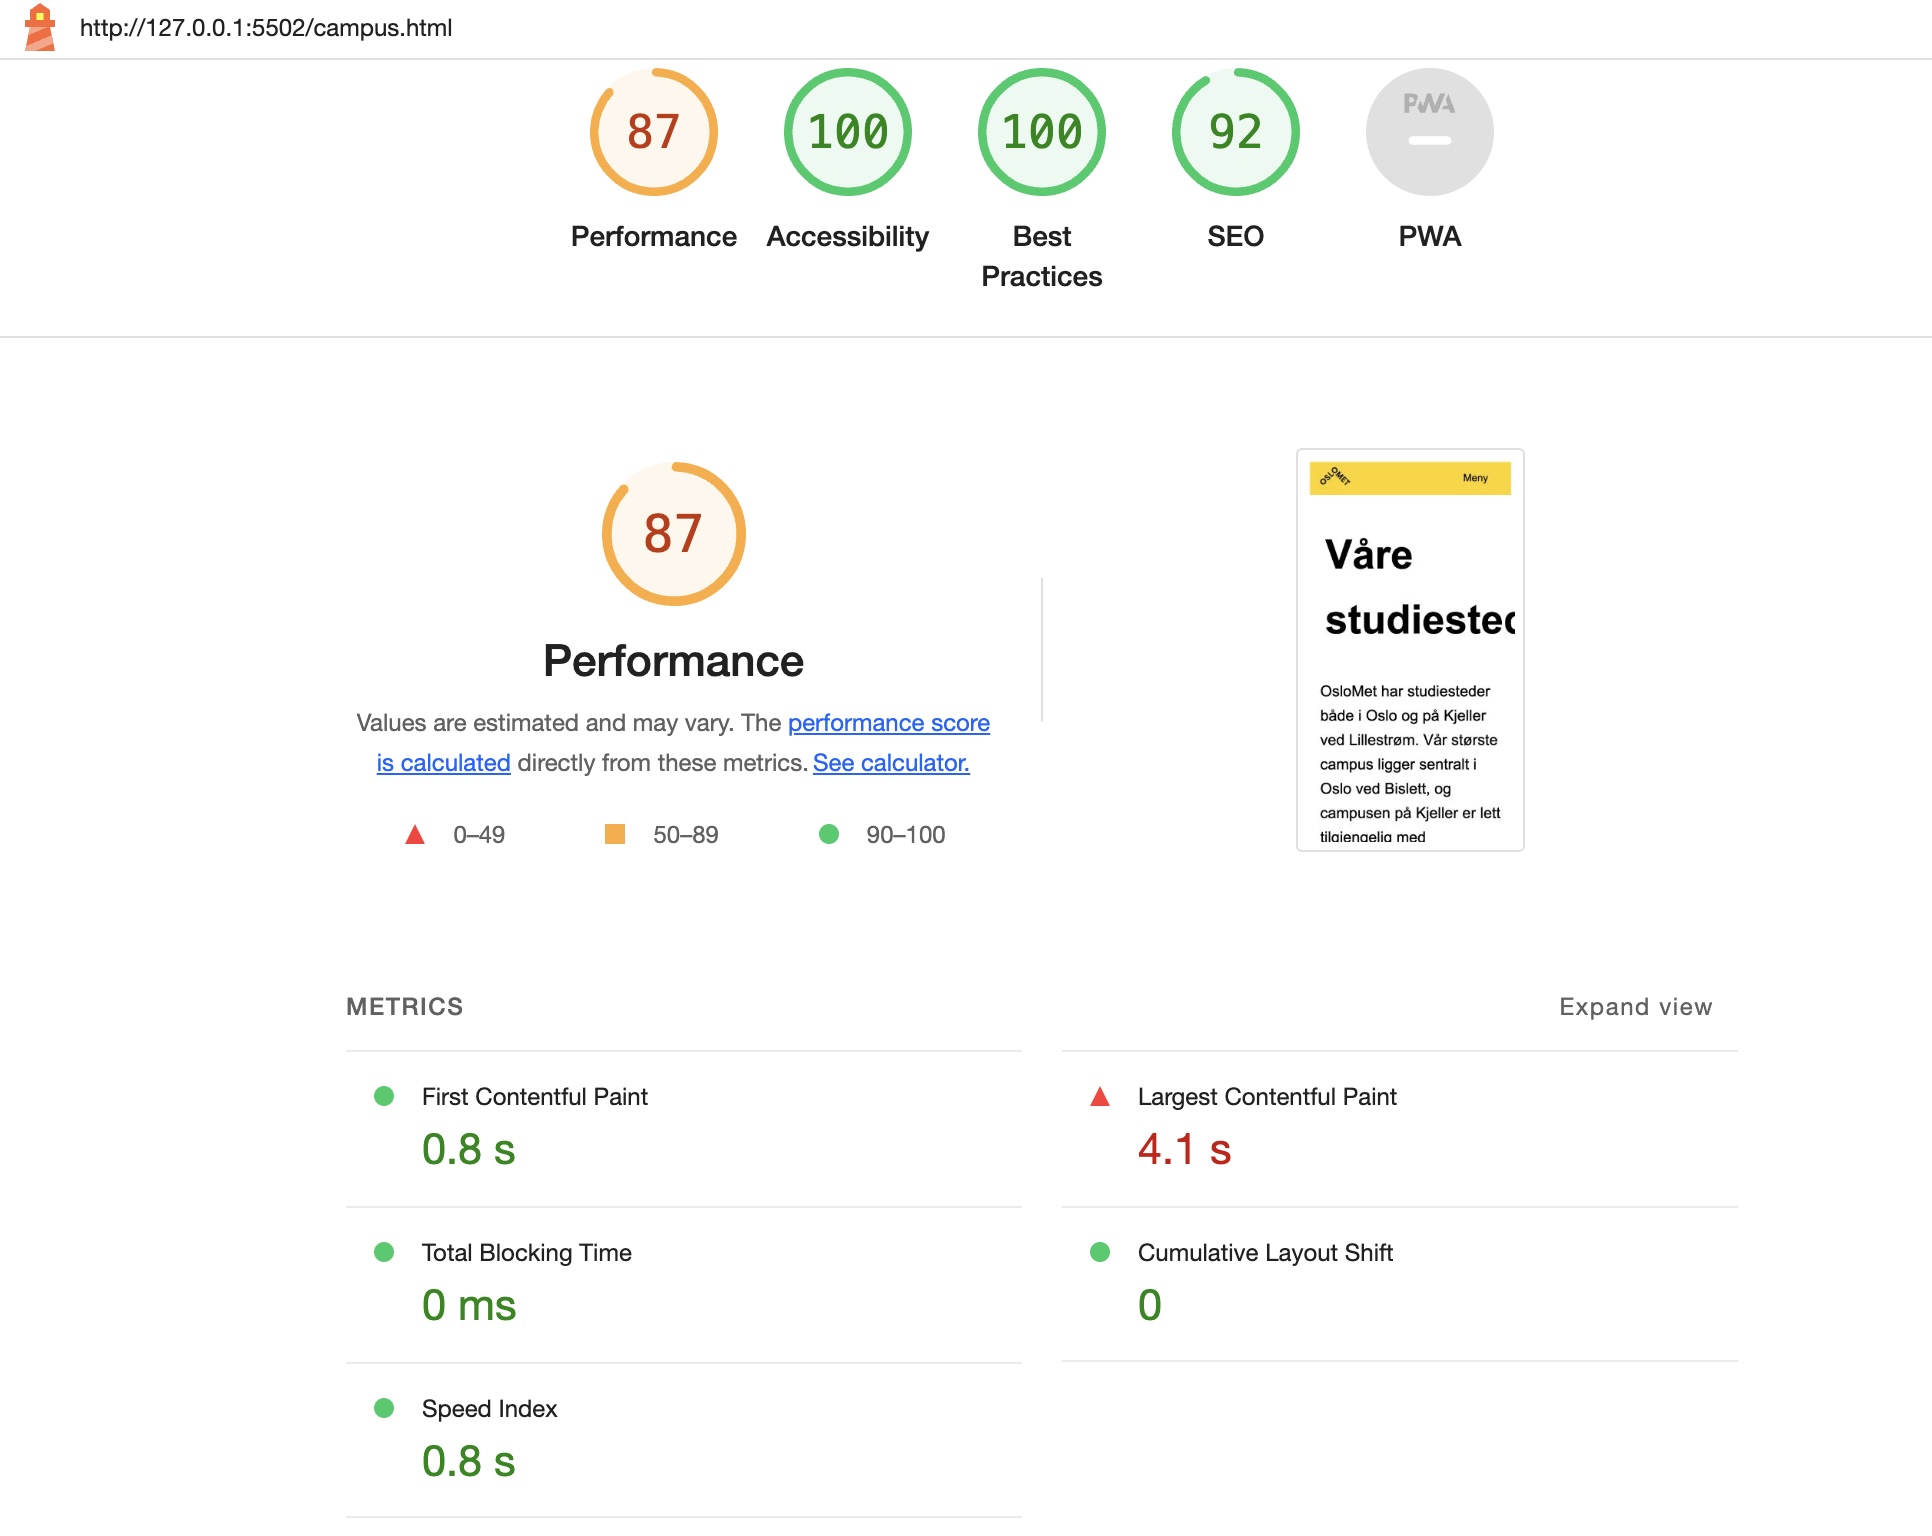 http://127.0.0.1:5502/campus.html
87
100
100
92
PWA
Performance
Accessibility
Best
Practices
SEO
PWA
87
Performance
Values are estimated and may vary. The performance score
is calculated directly from these metrics. See calculator.
0–49
50–89
90–100
OSLOMET
Meny
Våre
studiested
OsloMet har studiesteder
både i Oslo og på Kjeller
ved Lillestrøm. Vår største
campus ligger sentralt i
Oslo ved Bislett, og
campusen på Kjeller er lett
tilgjengelig med
METRICS
Expand view
First Contentful Paint
0.8 s
Largest Contentful Paint
4.1 s
Total Blocking Time
0 ms
Cumulative Layout Shift
0
Speed Index
0.8 s